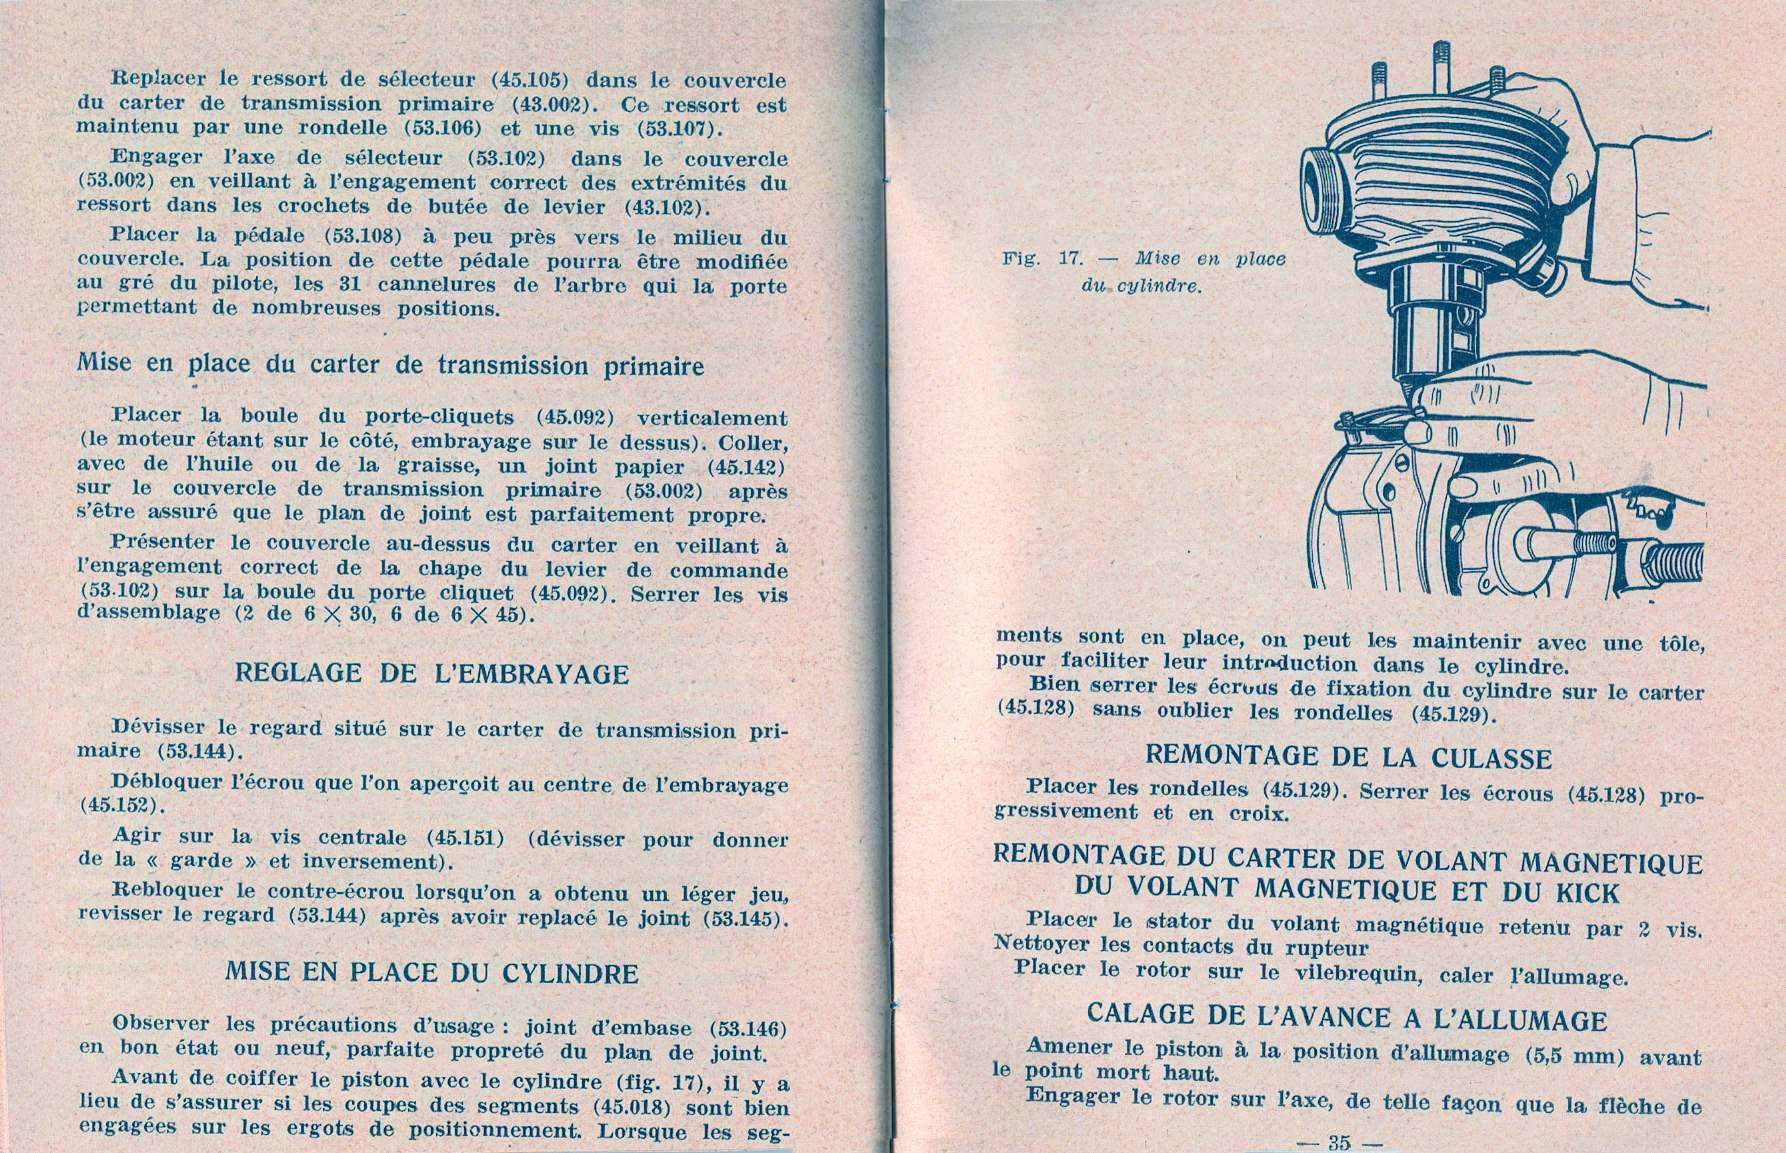 Replacer le ressort de sélecteur (45.105) dans le couvercle
du carter de transmission primaire (43.002). Ce ressort est
maintenu par une rondelle (53.106) et une vis (53.107).
Engager l'axe de sélecteur (53.102) dans le couvercle
(53.002) en veillant à l'engagement correct des extrémités du
ressort dans les crochets de butée de levier (43.102).
Placer la pédale (53.108) à peu près vers le milieu du
couvercle. La position de cette pédale pourra être modifiée
au gré du pilote, les 31 cannelures de l'arbre qui la porte
permettant de nombreuses positions.
Mise en place du carter de transmission primaire
Placer la boule du porte-cliquets (45.092) verticalement
(le moteur étant sur le côté, embrayage sur le dessus). Coller,
avec de l'huile ou de la graisse, un joint papier (45.142)
sur le couvercle de transmission primaire (53.002) après
s'être assuré que le plan de joint est parfaitement propre.
Présenter le couvercle au-dessus du carter en veillant à
l'engagement correct de la chape du levier de commande
(53.102) sur la boule du porte cliquet (45.092). Serrer les vis
d'assemblage (2 de 6 X 30, 6 de 6 X 45).
REGLAGE DE L'EMBRAYAGE
Dévisser le regard situé sur le carter de transmission pri-
maire (53.144).
Débloquer l'écrou que l'on aperçoit au centre de l'embrayage
(45.152).
Agir sur la vis centrale (45.151) (dévisser pour donner
de la « garde » et inversement).
Rebloquer le contre-écrou lorsqu'on a obtenu un léger jeu,
revisser le regard (53.144) après avoir replacé le joint (53.145).
MISE EN PLACE DU CYLINDRE
Observer les précautions d'usage : joint d'embase (53.146)
en bon état ou neuf, parfaite propreté du plan de joint.
Avant de coiffer le piston avec le cylindre (fig. 17), il y a
lieu de s'assurer si les coupes des segments (45.018) sont bien
engagées sur les ergots de positionnement. Lorsque les seg-
Fig. 17. — Mise en place
du cylindre.
ments sont en place, on peut les maintenir avec une tôle,
pour faciliter leur introduction dans le cylindre.
Bien serrer les écrous de fixation du cylindre sur le carter
(45.128) sans oublier les rondelles (45.129).
REMONTAGE DE LA CULASSE
Placer les rondelles (45.129). Serrer les écrous (45.128) pro-
gressivement et en croix.
REMONTAGE DU CARTER DE VOLANT MAGNETIQUE
DU VOLANT MAGNETIQUE ET DU KICK
Placer le stator du volant magnétique retenu par 2 vis.
Nettoyer les contacts du rupteur
Placer le rotor sur le vilebrequin, caler l'allumage.
CALAGE DE L'AVANCE A L'ALLUMAGE
Amener le piston à la position d'allumage (5,5 mm) avant
le point mort haut.
Engager le rotor sur l'axe, de telle façon que la flèche de
— 35 —